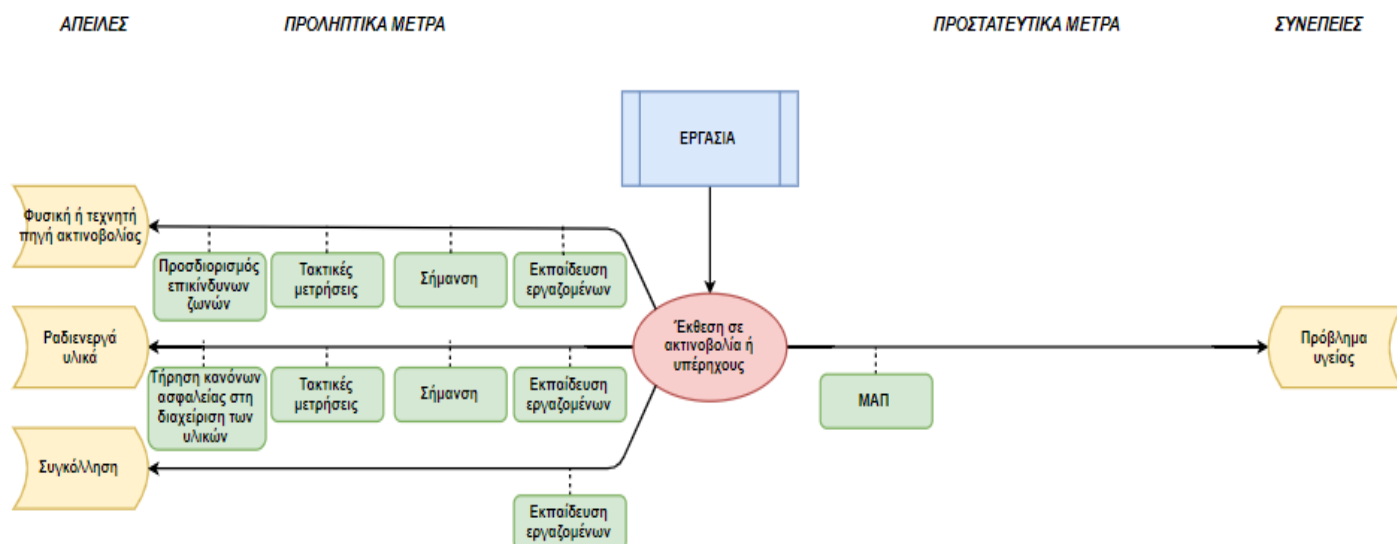 ΑΠΕΙΛΕΣ
ΠΡΟΛΗΠΤΙΚΑ ΜΕΤΡΑ
ΠΡΟΣΤΑΤΕΥΤΙΚΑ ΜΕΤΡΑ
ΣΥΝΕΠΕΙΕΣ
ΕΡΓΑΣΙΑ
Φυσική ή τεχνητή
πηγή ακτινοβολίας
Προσδιορισμός
επικίνδυνων
ζωνών
Τακτικές
μετρήσεις
Σήμανση
Εκπαίδευση
εργαζομένων
Ραδιενεργά
υλικά
Τήρηση κανόνων
ασφαλείας στη
διαχείριση των
υλικών
Τακτικές
μετρήσεις
Σήμανση
Εκπαίδευση
εργαζομένων
Έκθεση σε
ακτινοβολία ή
υπέρηχους
ΜΑΠ
Πρόβλημα
υγείας
Συγκόλληση
Εκπαίδευση
εργαζομένων